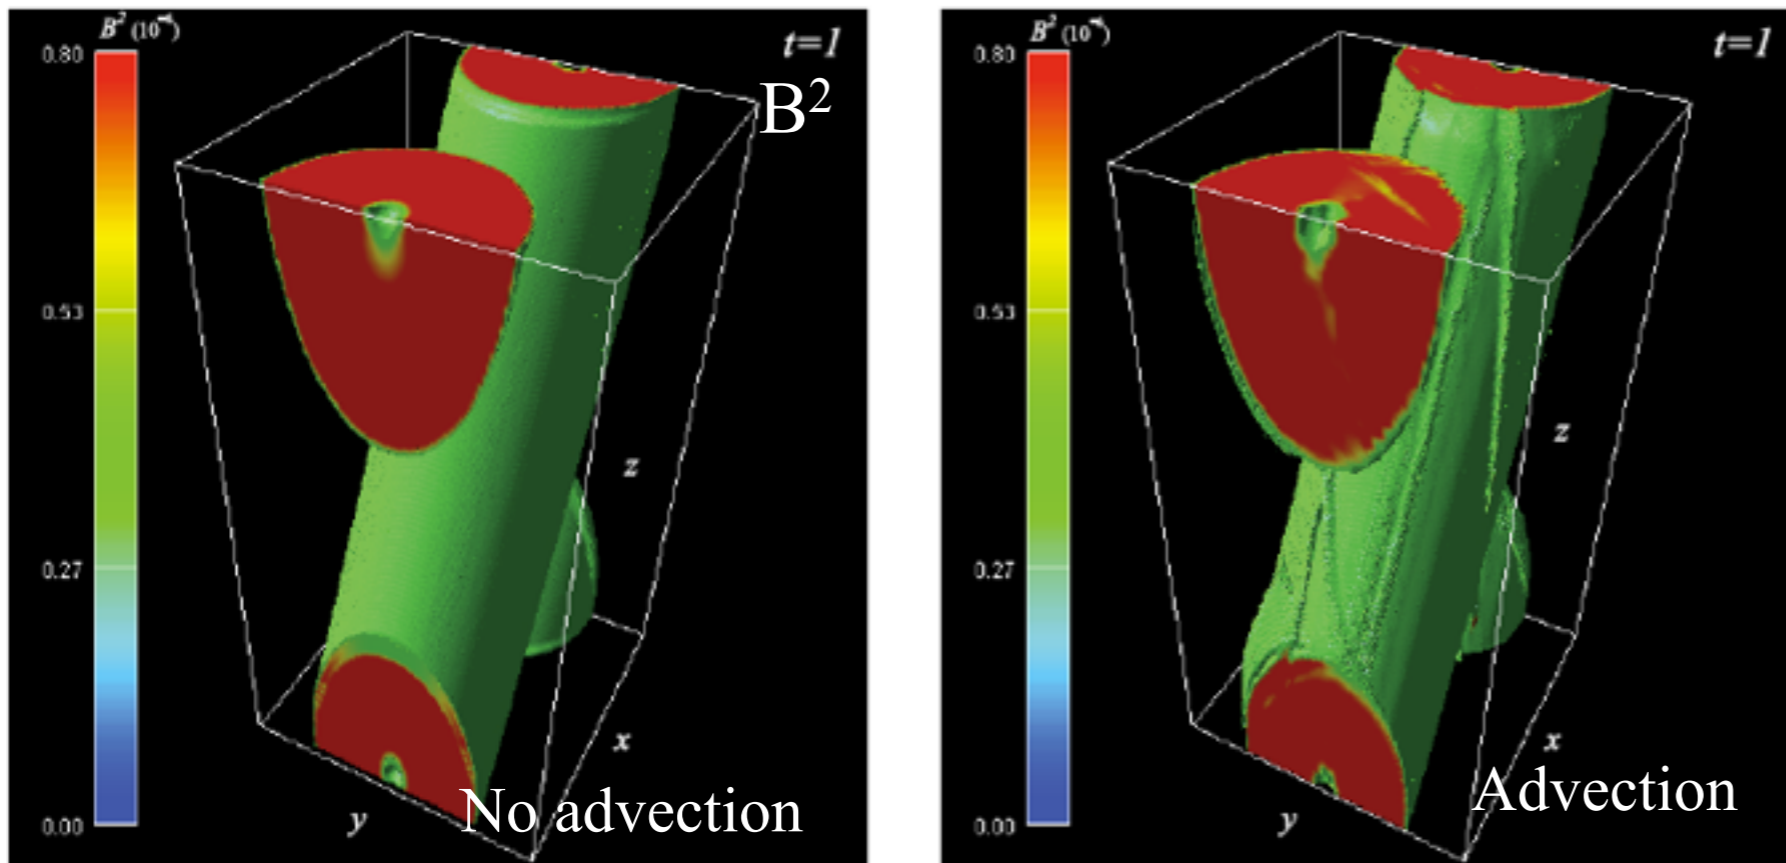 B² (10⁻⁴)
t=1
0.80
B²
0.53
0.27
0.00
z
x
y
No advection
B² (10⁻⁴)
t=1
0.80
0.53
0.27
0.00
z
x
y
Advection